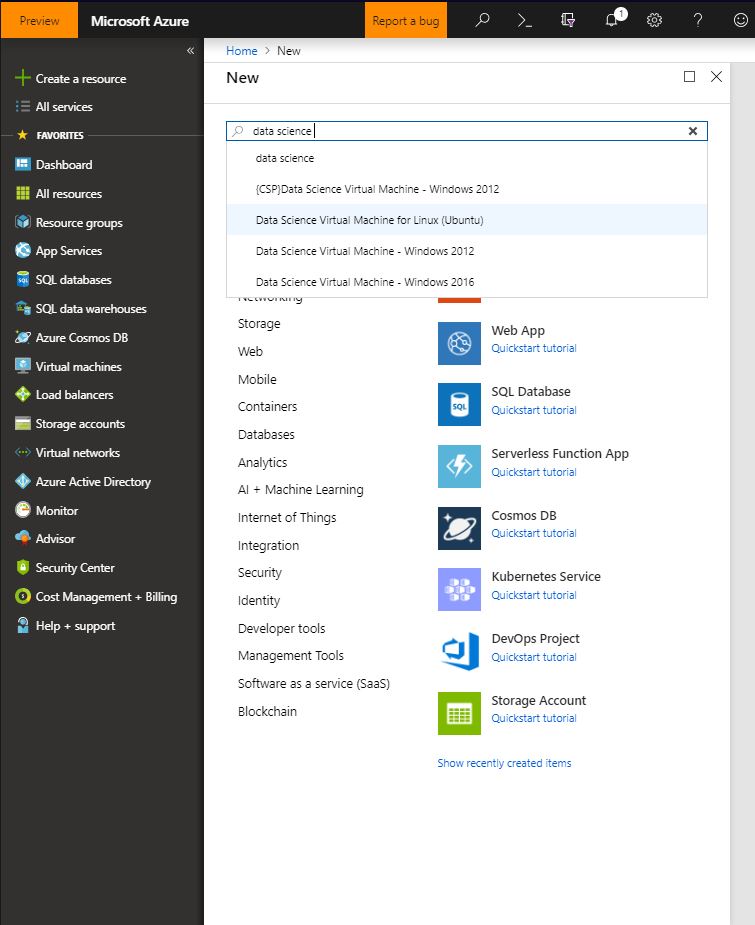 Preview
Microsoft Azure
Report a bug
1
Home > New
New
Create a resource
All services
FAVORITES
Dashboard
All resources
Resource groups
App Services
SQL databases
SQL data warehouses
Azure Cosmos DB
Virtual machines
Load balancers
Storage accounts
Virtual networks
Azure Active Directory
Monitor
Advisor
Security Center
Cost Management + Billing
Help + support
data science
data science
{CSP}Data Science Virtual Machine - Windows 2012
Data Science Virtual Machine for Linux (Ubuntu)
Data Science Virtual Machine - Windows 2012
Data Science Virtual Machine - Windows 2016
Networking
Storage
Web
Mobile
Containers
Databases
Analytics
AI + Machine Learning
Internet of Things
Integration
Security
Identity
Developer tools
Management Tools
Software as a service (SaaS)
Blockchain
Web App
Quickstart tutorial
SQL
SQL Database
Quickstart tutorial
Serverless Function App
Quickstart tutorial
Cosmos DB
Quickstart tutorial
Kubernetes Service
Quickstart tutorial
DevOps Project
Quickstart tutorial
Storage Account
Quickstart tutorial
Show recently created items